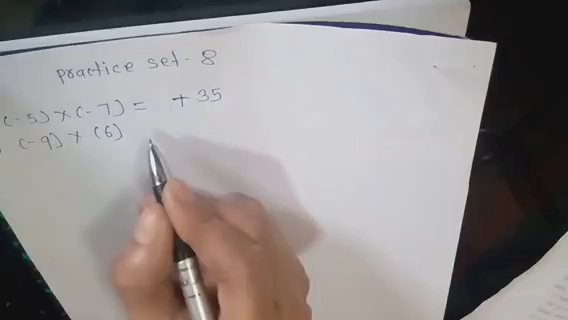 Practice set - 8
(-5) × (-7) = + 35
(-9) × (6)